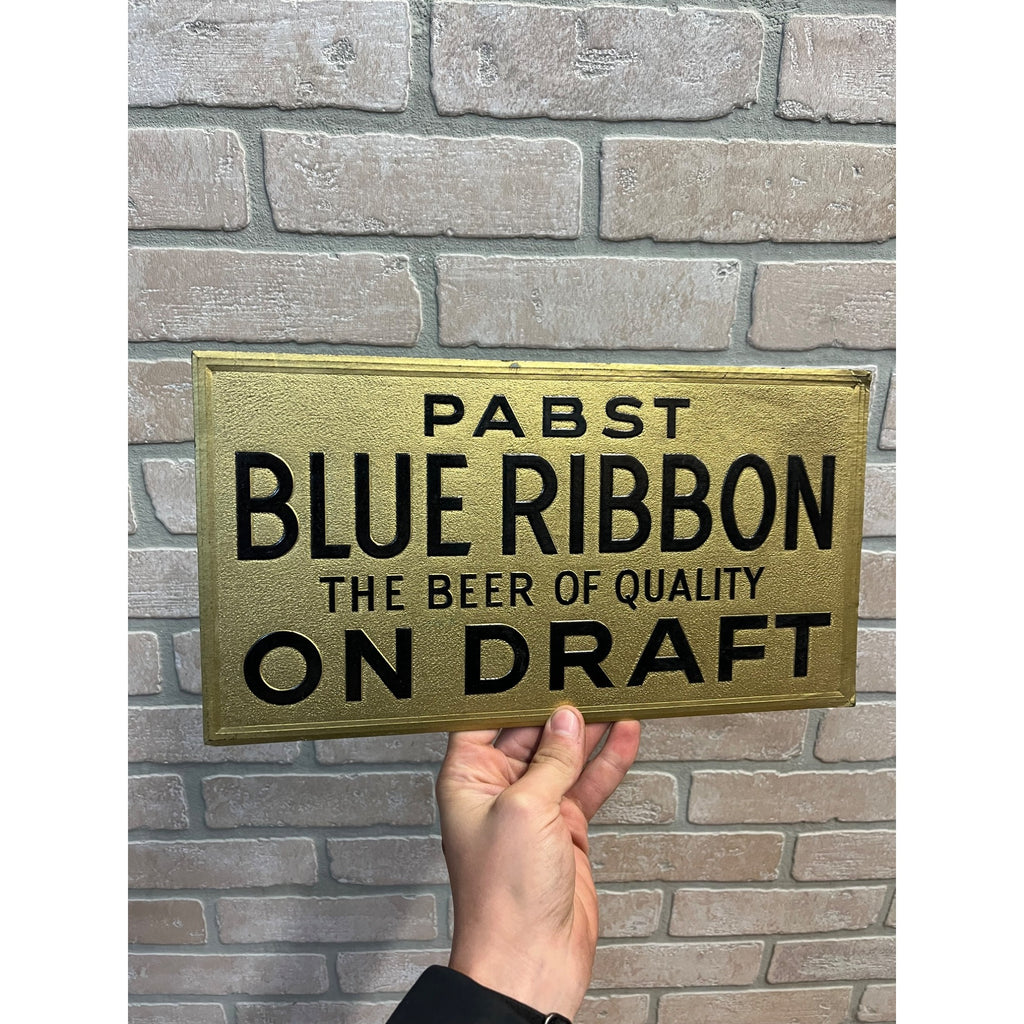 PABST
BLUE RIBBON
THE BEER OF QUALITY
ON DRAFT